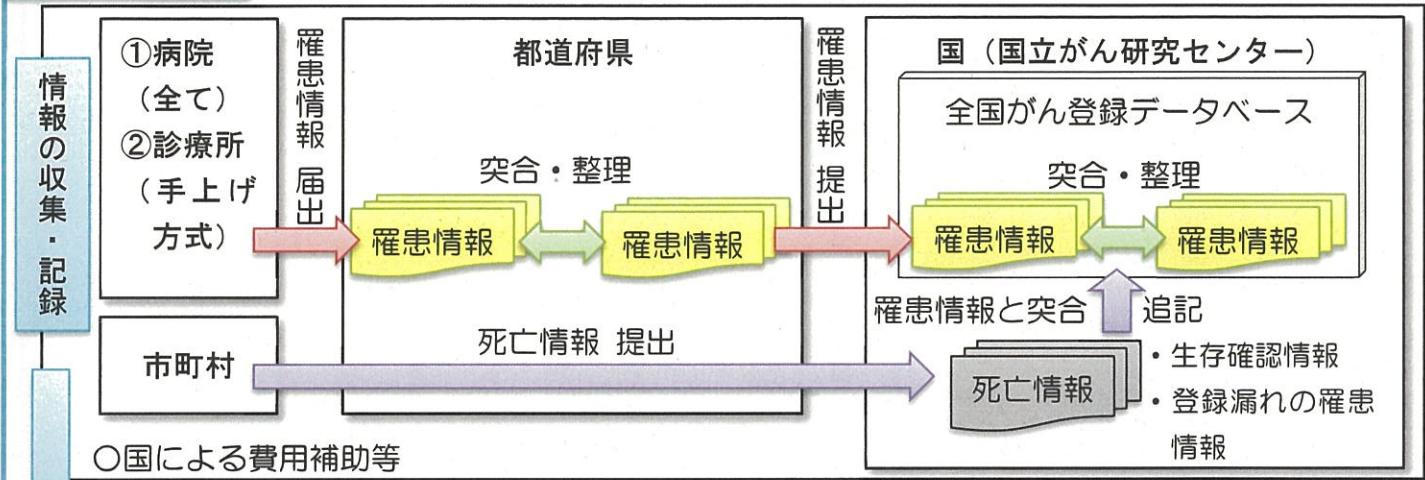 情報の収集・記録
①病院
（全て）
②診療所
（手上げ
方式）
罹患情報 届出
都道府県
突合・整理
罹患情報
罹患情報
罹患情報 提出
国（国立がん研究センター）
全国がん登録データベース
突合・整理
罹患情報
罹患情報
市町村
死亡情報 提出
罹患情報と突合
追記
死亡情報
・生存確認情報
・登録漏れの罹患
情報
○国による費用補助等